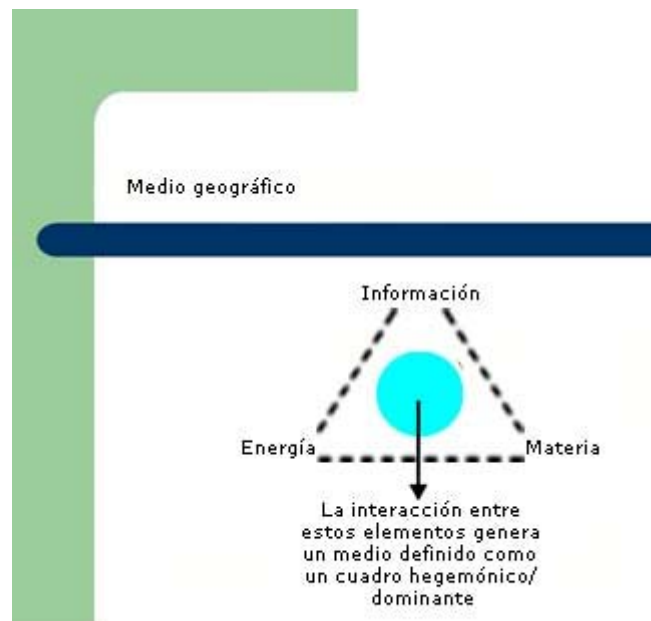 Medio geográfico
Información
Energía
Materia
La interacción entre
estos elementos genera
un medio definido como
un cuadro hegemónico/
dominante